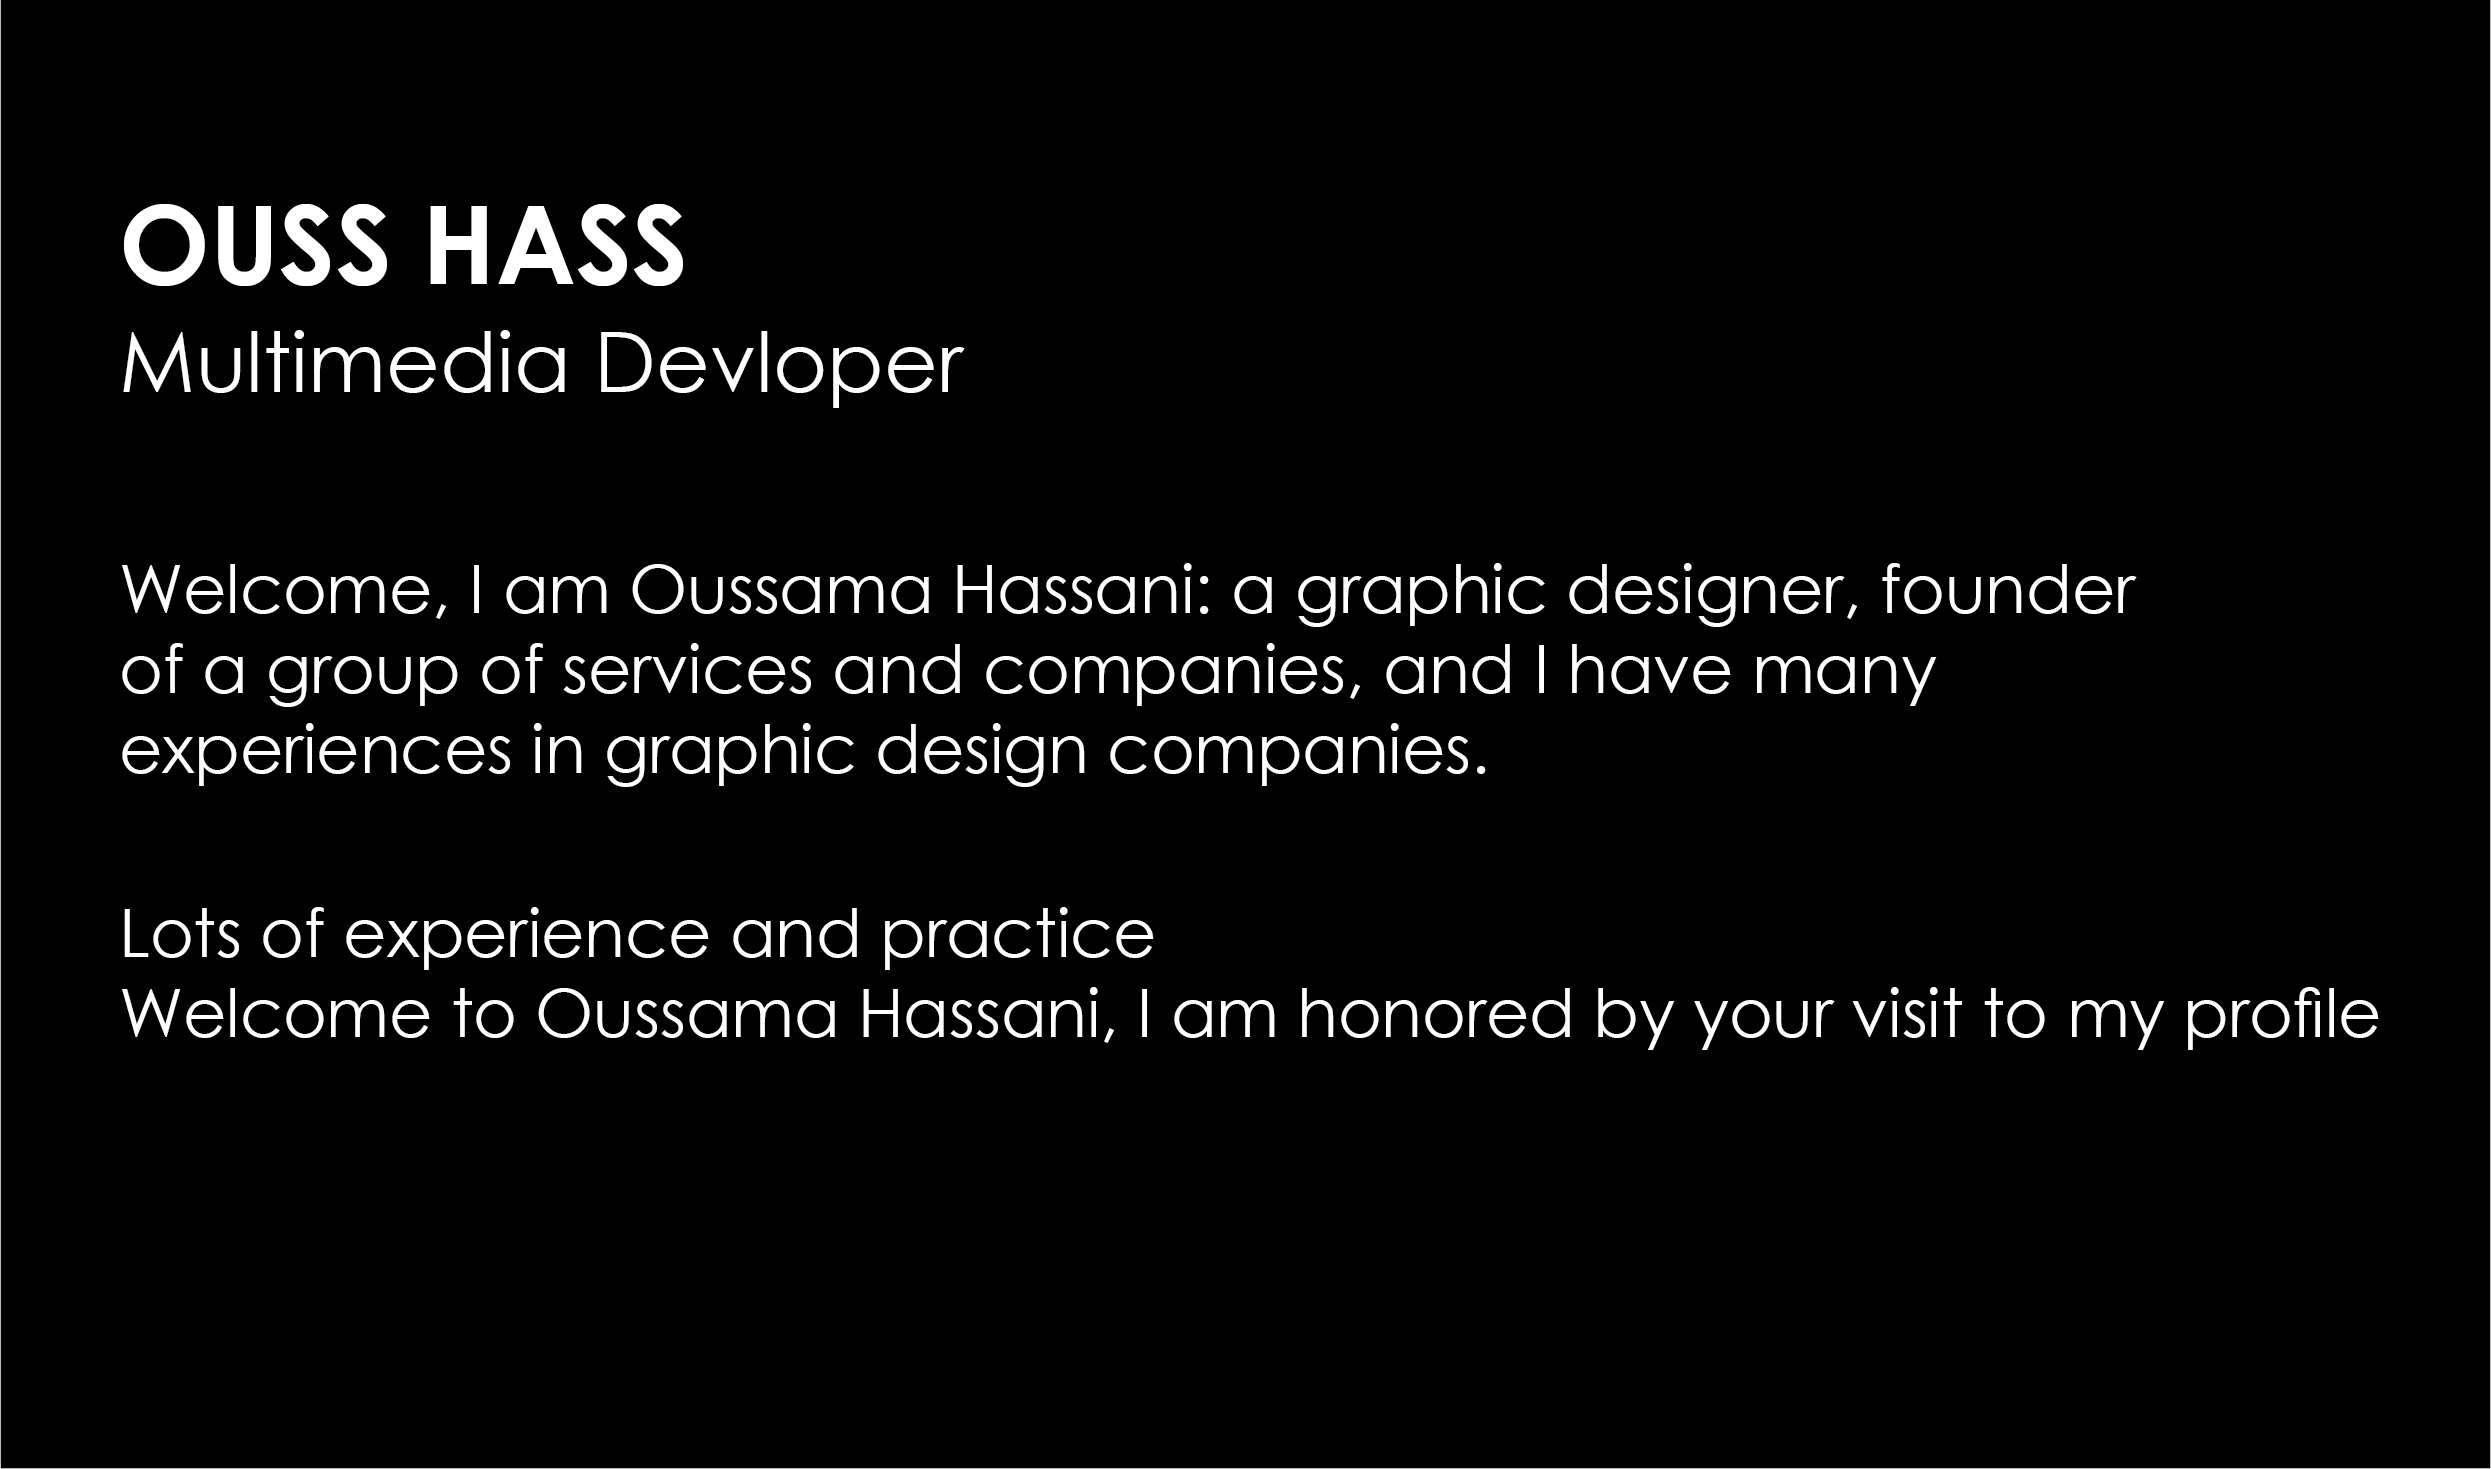 OUSS HASS
Multimedia Devloper
Welcome, I am Oussama Hassani: a graphic designer, founder
of a group of services and companies, and I have many
experiences in graphic design companies.
Lots of experience and practice
Welcome to Oussama Hassani, I am honored by your visit to my profile